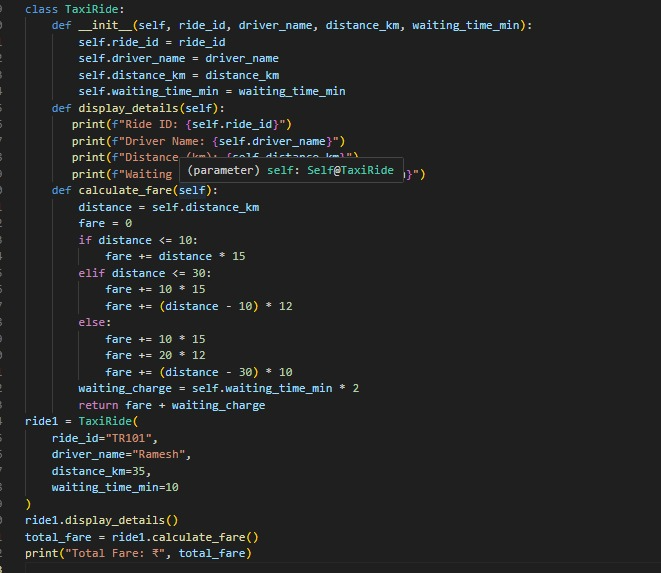 class TaxiRide:
    def __init__(self, ride_id, driver_name, distance_km, waiting_time_min):
        self.ride_id = ride_id
        self.driver_name = driver_name
        self.distance_km = distance_km
        self.waiting_time_min = waiting_time_min
    def display_details(self):
       print(f"Ride ID: {self.ride_id}")
       print(f"Driver Name: {self.driver_name}")
       print(f"Distance (km): {self.distance_km}")
       print(f"Waiting }")
(parameter) self: Self@TaxiRide
    def calculate_fare(self):
        distance = self.distance_km
        fare = 0
        if distance <= 10:
            fare += distance * 15
        elif distance <= 30:
            fare += 10 * 15
            fare += (distance - 10) * 12
        else:
            fare += 10 * 15
            fare += 20 * 12
            fare += (distance - 30) * 10
        waiting_charge = self.waiting_time_min * 2
        return fare + waiting_charge
ride1 = TaxiRide(
    ride_id="TR101",
    driver_name="Ramesh",
    distance_km=35,
    waiting_time_min=10
)
ride1.display_details()
total_fare = ride1.calculate_fare()
print("Total Fare: ₹", total_fare)